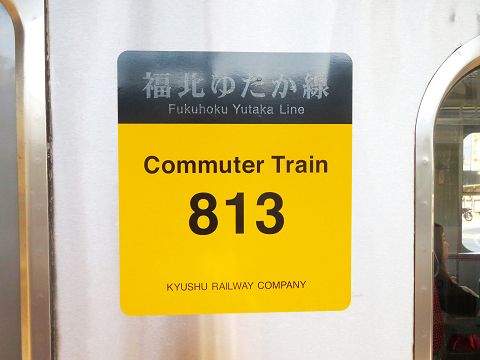 福北ゆたか線
Fukuhoku Yutaka Line
Commuter Train
813
KYUSHU RAILWAY COMPANY